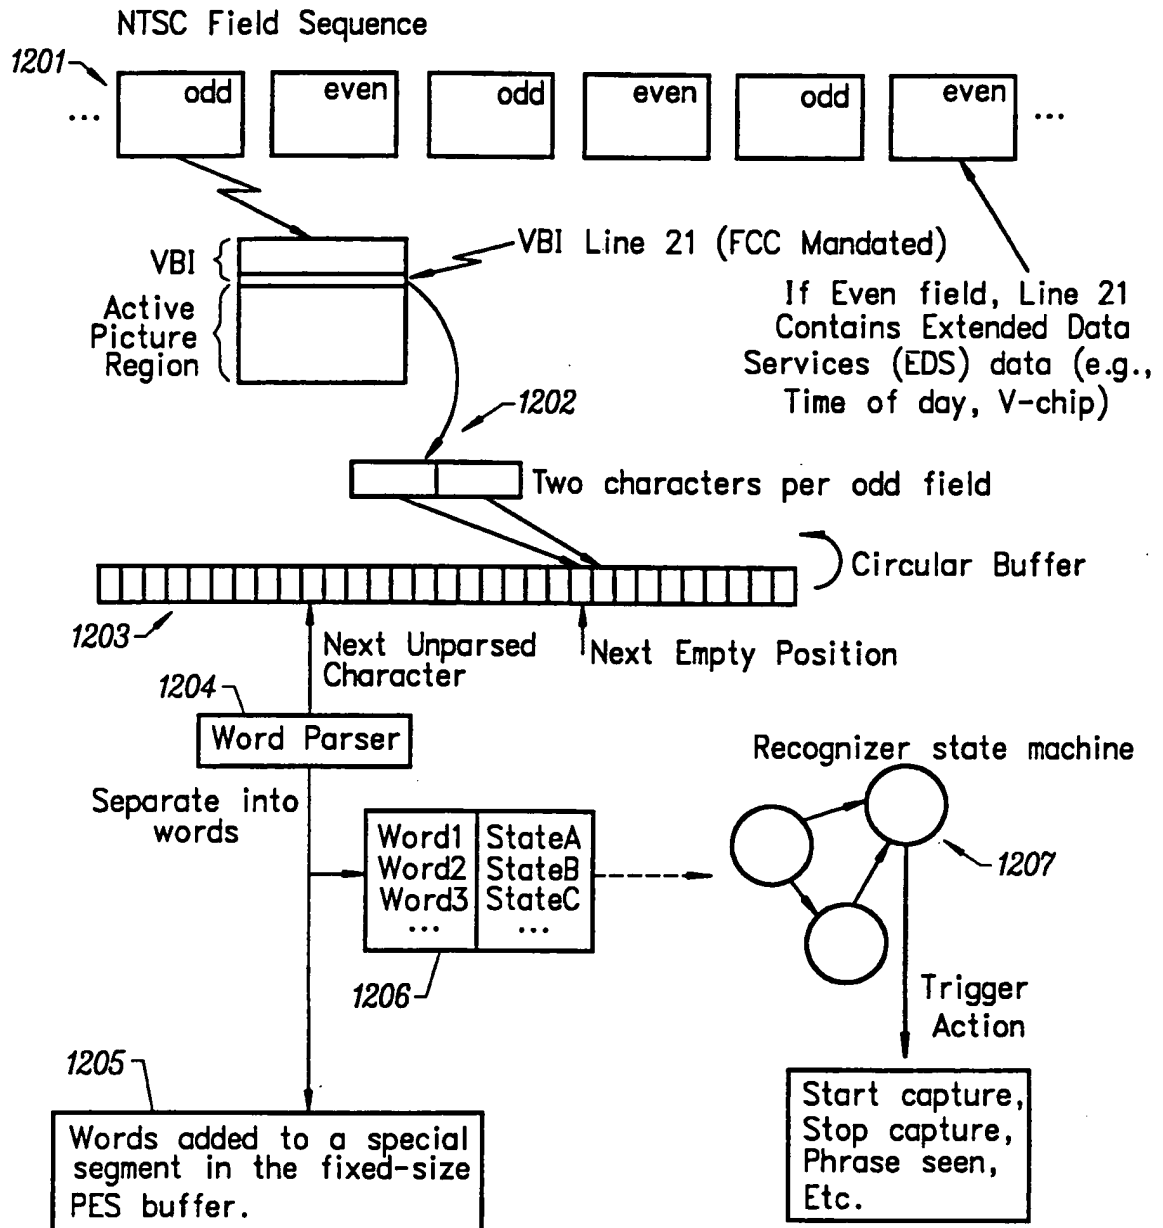 NTSC Field Sequence
1201
... odd even odd even odd even ...
VBI
VBI Line 21 (FCC Mandated)
Active
Picture
Region
If Even field, Line 21
Contains Extended Data
Services (EDS) data (e.g.,
Time of day, V-chip)
1202
Two characters per odd field
Circular Buffer
1203
Next Unparsed
Character
Next Empty Position
1204
Word Parser
Separate into
words
Recognizer state machine
Word1 StateA
Word2 StateB
Word3 StateC
... ...
1206
1207
Trigger
Action
1205
Words added to a special
segment in the fixed-size
PES buffer.
Start capture,
Stop capture,
Phrase seen,
Etc.